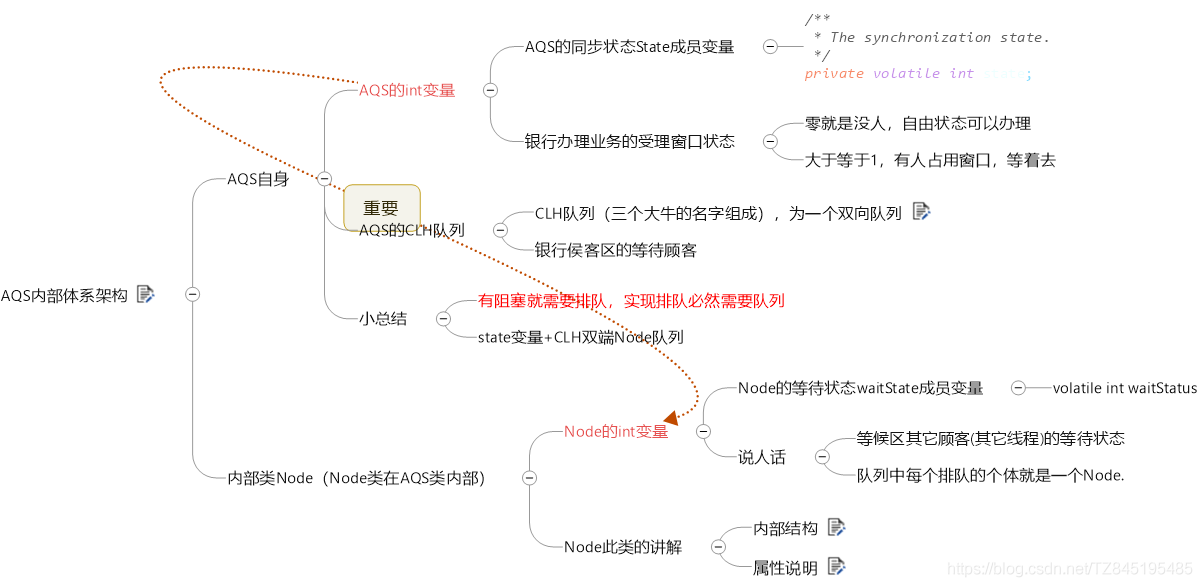 AQS内部体系架构
AQS自身
AQS的int变量
AQS的同步状态State成员变量
/**
* The synchronization state.
*/
private volatile int state;
银行办理业务的受理窗口状态
零就是没人，自由状态可以办理
大于等于1，有人占用窗口，等着去
重要
AQS的CLH队列
CLH队列（三个大牛的名字组成），为一个双向队列
银行侯客区的等待顾客
小总结
有阻塞就需要排队，实现排队必然需要队列
state变量+CLH双端Node队列
内部类Node（Node类在AQS类内部）
Node的int变量
Node的等待状态waitState成员变量
volatile int waitStatus
说人话
等候区其它顾客(其它线程)的等待状态
队列中每个排队的个体就是一个Node.
Node此类的讲解
内部结构
属性说明
https://blog.csdn.net/TZ845195485